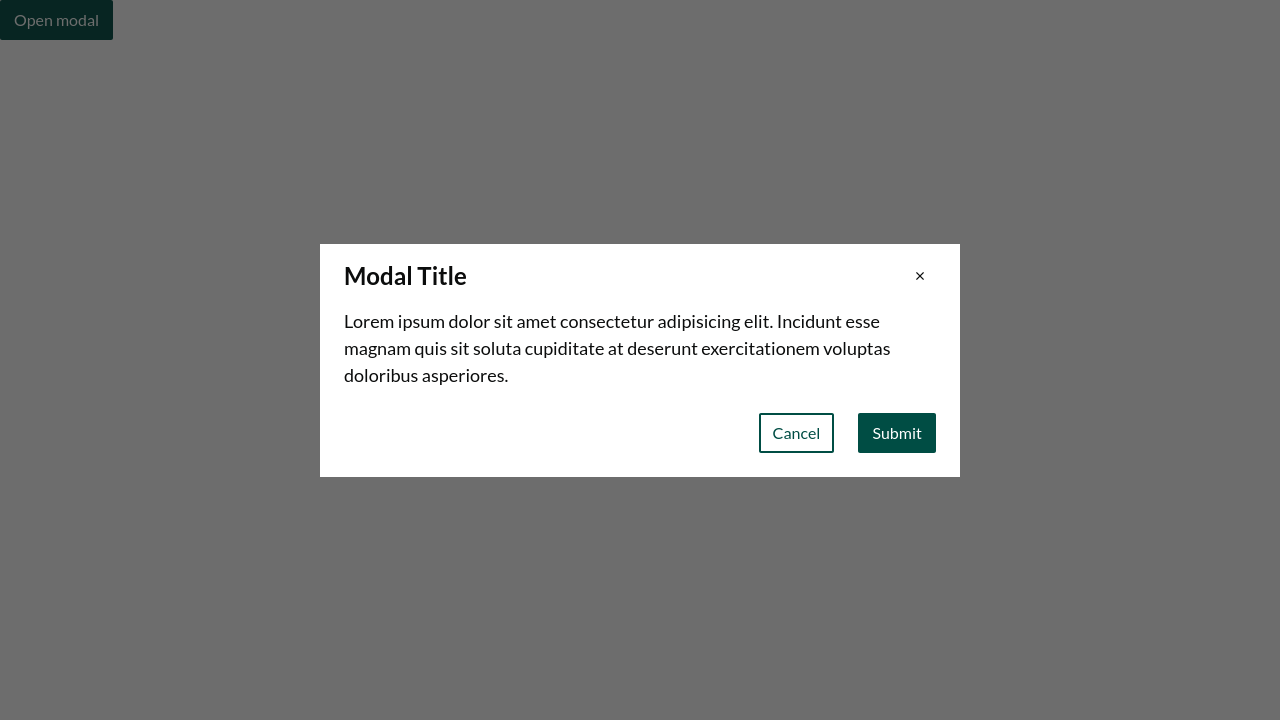 Open modal
Modal Title
×
Lorem ipsum dolor sit amet consectetur adipisicing elit. Incidunt esse
magnam quis sit soluta cupiditate at deserunt exercitationem voluptas
doloribus asperiores.
Cancel
Submit